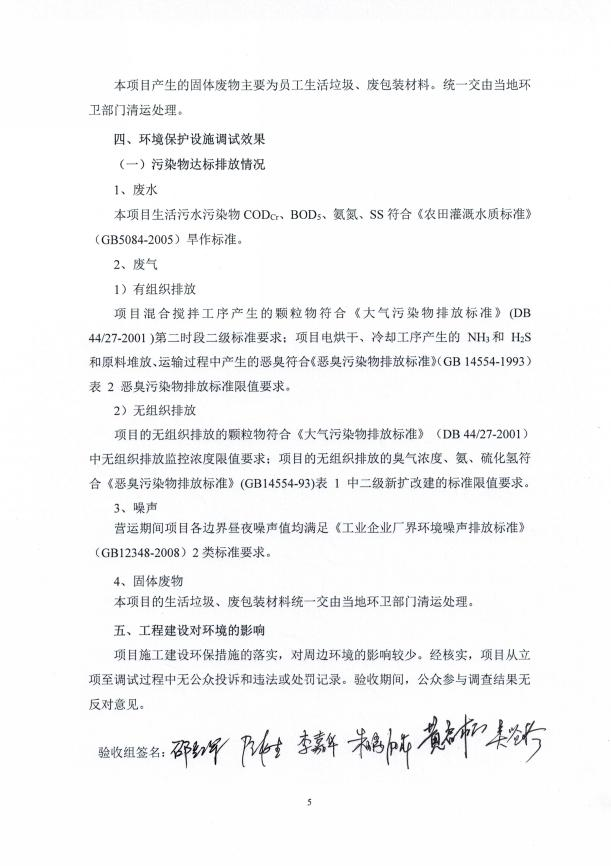 本项目产生的固体废物主要为员工生活垃圾、废包装材料。统一交由当地环
卫部门清运处理。
四、环境保护设施调试效果
（一）污染物达标排放情况
1、废水
本项目生活污水污染物 CODCr、BOD5、氨氮、SS 符合《农田灌溉水质标准》
（GB5084-2005）旱作标准。
2、废气
1）有组织排放
项目混合搅拌工序产生的颗粒物符合《大气污染物排放标准》(DB
44/27-2001 )第二时段二级标准要求；项目电烘干、冷却工序产生的 NH3 和 H2S
和原料堆放、运输过程中产生的恶臭符合《恶臭污染物排放标准》（GB 14554-1993）
表 2 恶臭污染物排放标准限值要求。
2）无组织排放
项目的无组织排放的颗粒物符合《大气污染物排放标准》（DB 44/27-2001）
中无组织排放监控浓度限值要求；项目的无组织排放的臭气浓度、氨、硫化氢符
合《恶臭污染物排放标准》(GB14554-93)表 1 中二级新扩改建的标准限值要求。
3、噪声
营运期间项目各边界昼夜噪声值均满足《工业企业厂界环境噪声排放标准》
（GB12348-2008）2 类标准要求。
4、固体废物
本项目的生活垃圾、废包装材料统一交由当地环卫部门清运处理。
五、工程建设对环境的影响
项目施工建设环保措施的落实，对周边环境的影响较少。经核实，项目从立
项至调试过程中无公众投诉和违法或处罚记录。验收期间，公众参与调查结果无
反对意见。
验收组签名：
5